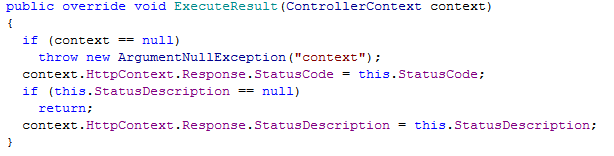 public override void ExecuteResult(ControllerContext context)
{
  if (context == null)
    throw new ArgumentNullException("context");
  context.HttpContext.Response.StatusCode = this.StatusCode;
  if (this.StatusDescription == null)
    return;
  context.HttpContext.Response.StatusDescription = this.StatusDescription;
}